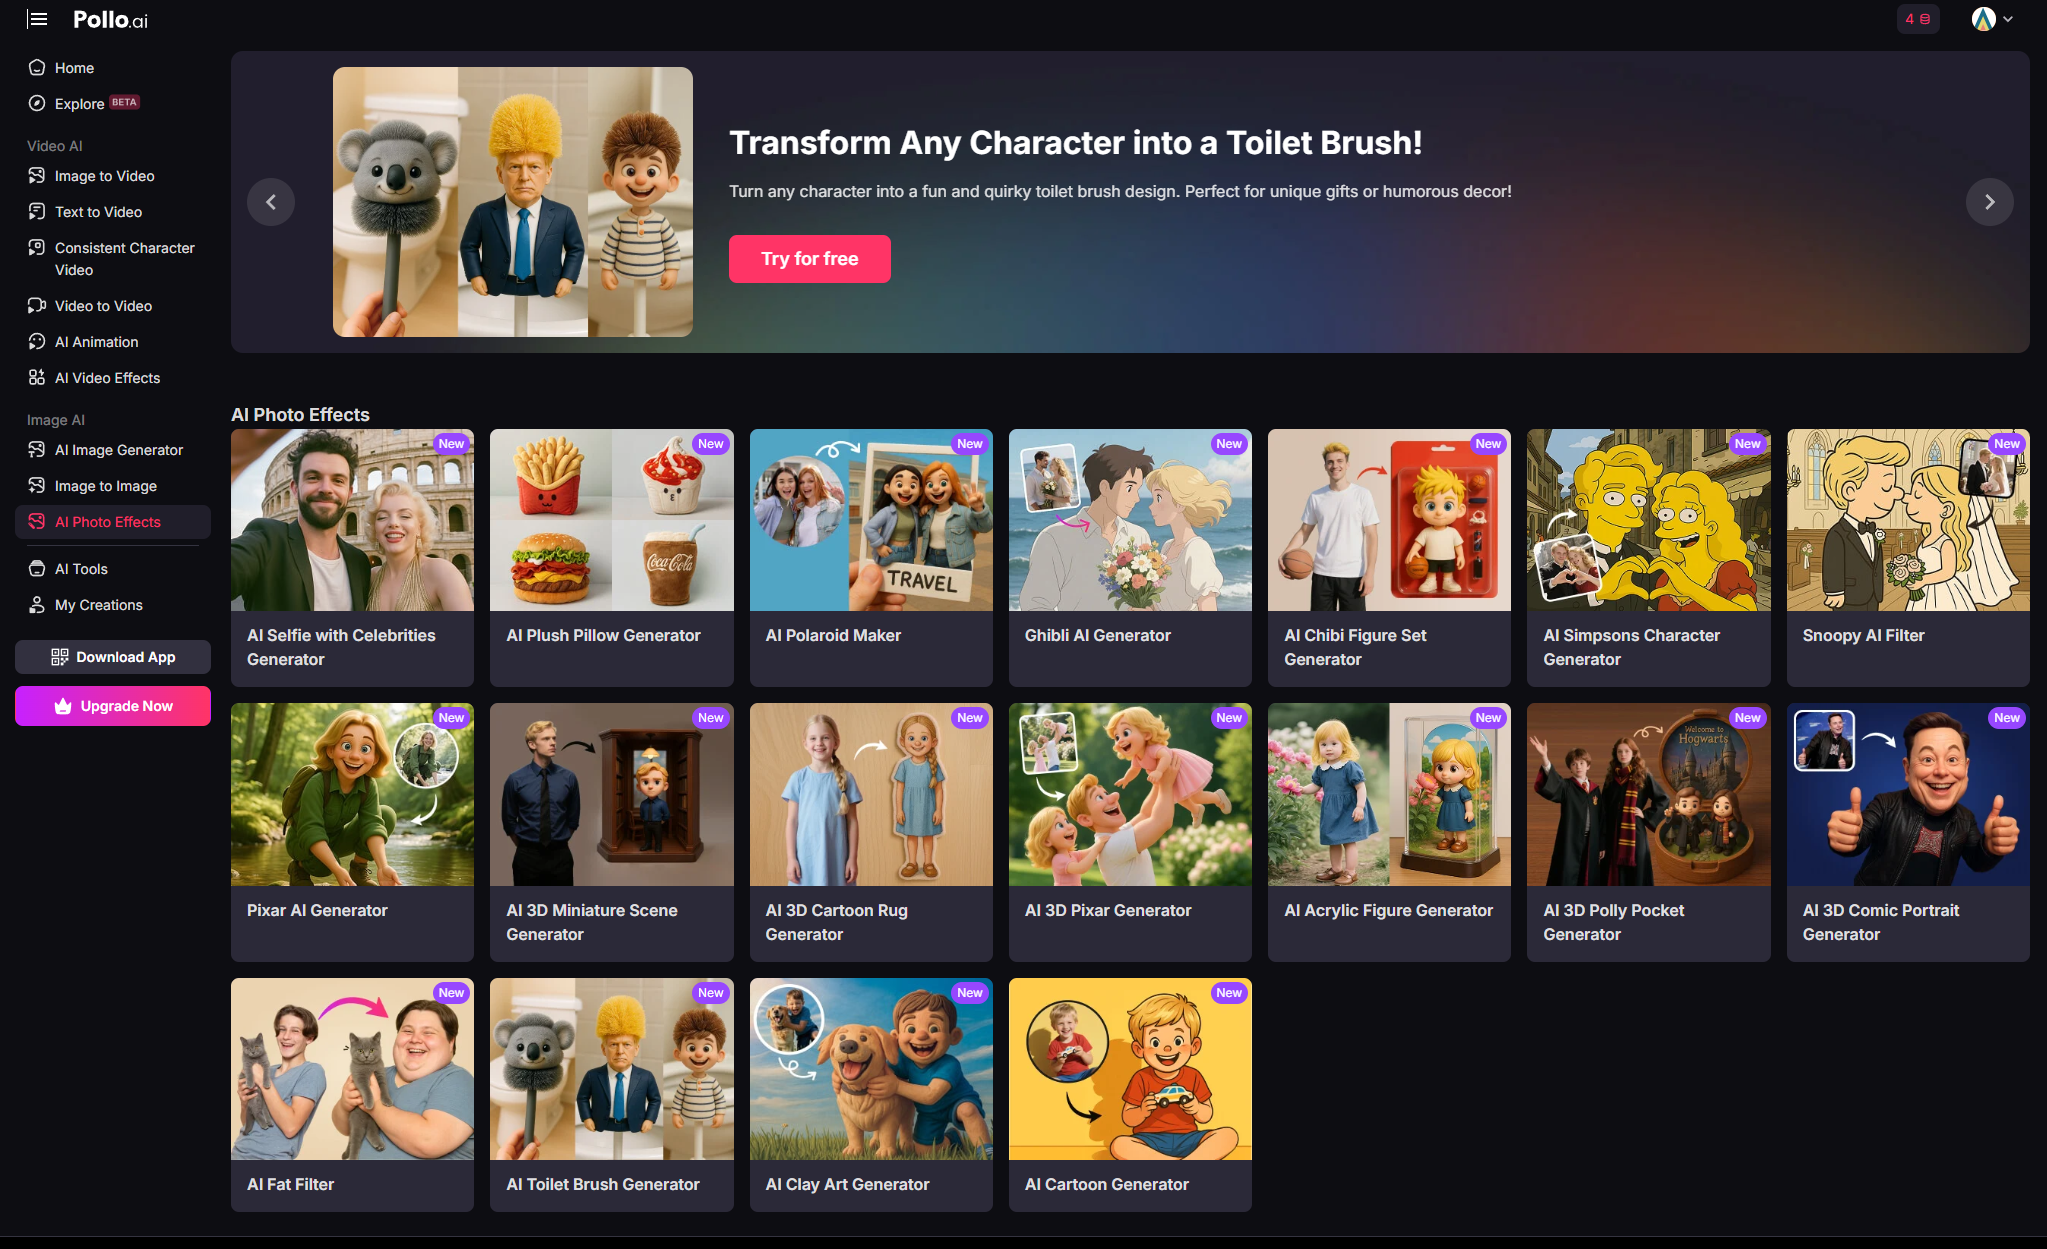 Pollo.ai
4
Home
Explore BETA
Video AI
Image to Video
Text to Video
Consistent Character
Video
Video to Video
AI Animation
AI Video Effects
Image AI
AI Image Generator
Image to Image
AI Photo Effects
AI Tools
My Creations
Download App
Upgrade Now
Transform Any Character into a Toilet Brush!
Turn any character into a fun and quirky toilet brush design. Perfect for unique gifts or humorous decor!
Try for free
AI Photo Effects
New
AI Selfie with Celebrities
Generator
New
E
Coca-Cola
AI Plush Pillow Generator
New
TRAVEL
AI Polaroid Maker
New
Ghibli AI Generator
New
AI Chibi Figure Set
Generator
New
AI Simpsons Character
Generator
New
Snoopy AI Filter
New
Pixar AI Generator
New
AI 3D Miniature Scene
Generator
New
AI 3D Cartoon Rug
Generator
New
AI 3D Pixar Generator
New
AI Acrylic Figure Generator
New
Welcome to
Hogwarts
AI 3D Polly Pocket
Generator
New
AI 3D Comic Portrait
Generator
New
AI Fat Filter
New
AI Toilet Brush Generator
New
AI Clay Art Generator
New
AI Cartoon Generator